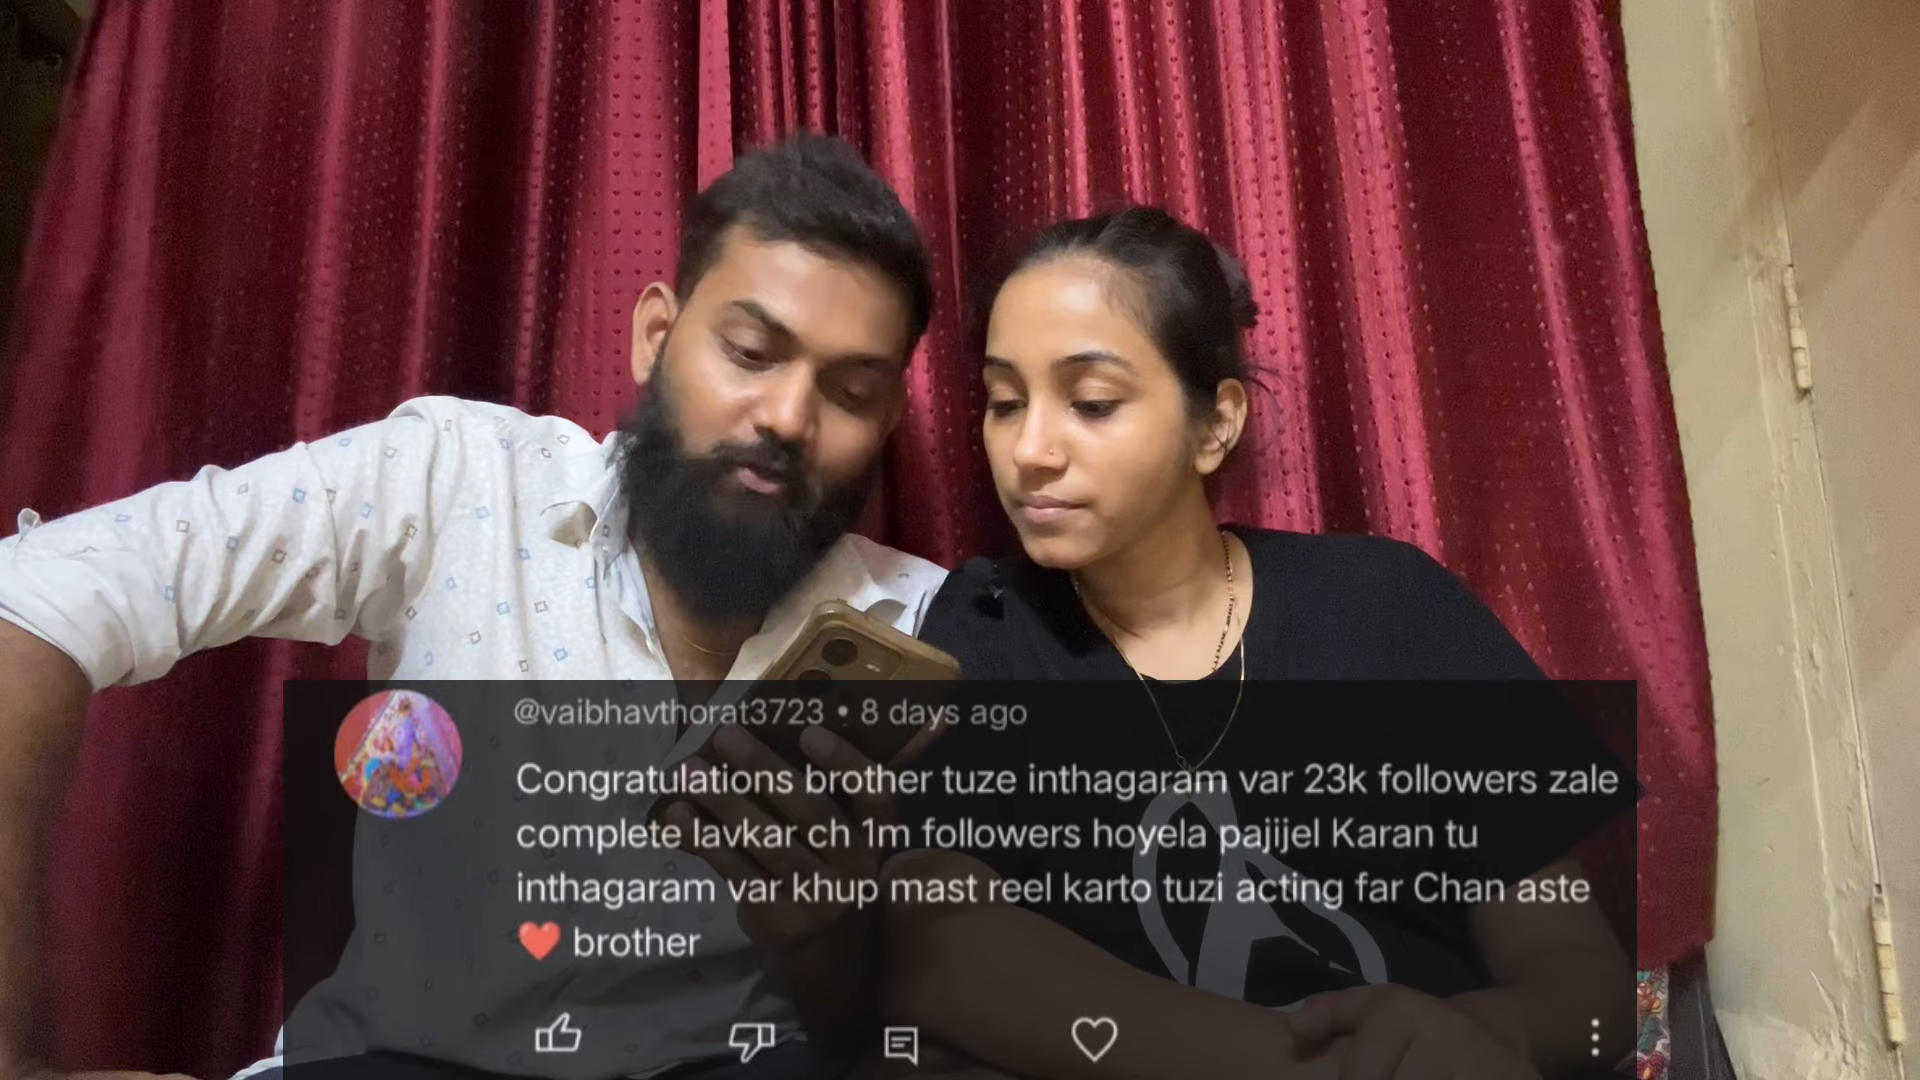 @vaibhavthorat3723 • 8 days ago
Congratulations brother tuze inthagaram var 23k followers zale
complete lavkar ch 1m followers hoyela pajijel Karan tu
inthagaram var khup mast reel karto tuzi acting far Chan aste
❤️ brother